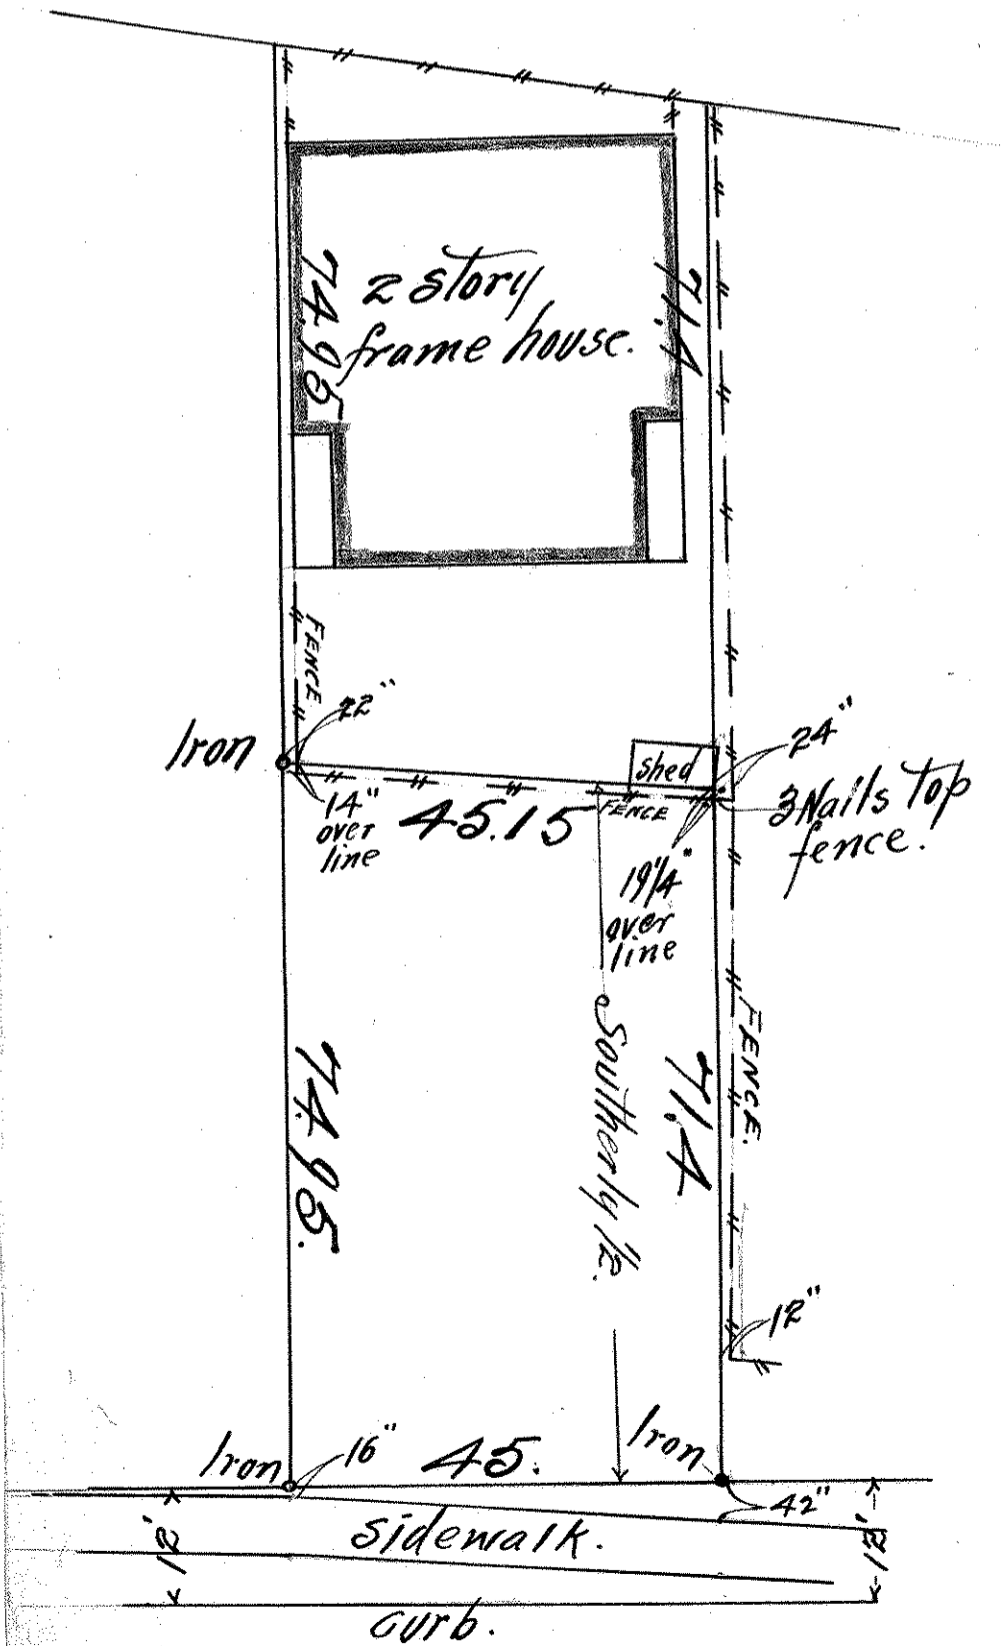 2 story
frame house.
74.95
71.4
FENCE
22"
Iron
shed
24"
14"
over
line
45.15
FENCE
3 Nails top
fence.
19¼"
over
line
Southerly ½.
74.95.
71.4
FENCE.
12"
Iron
16"
45.
Iron
42"
12'
sidewalk.
12'
curb.